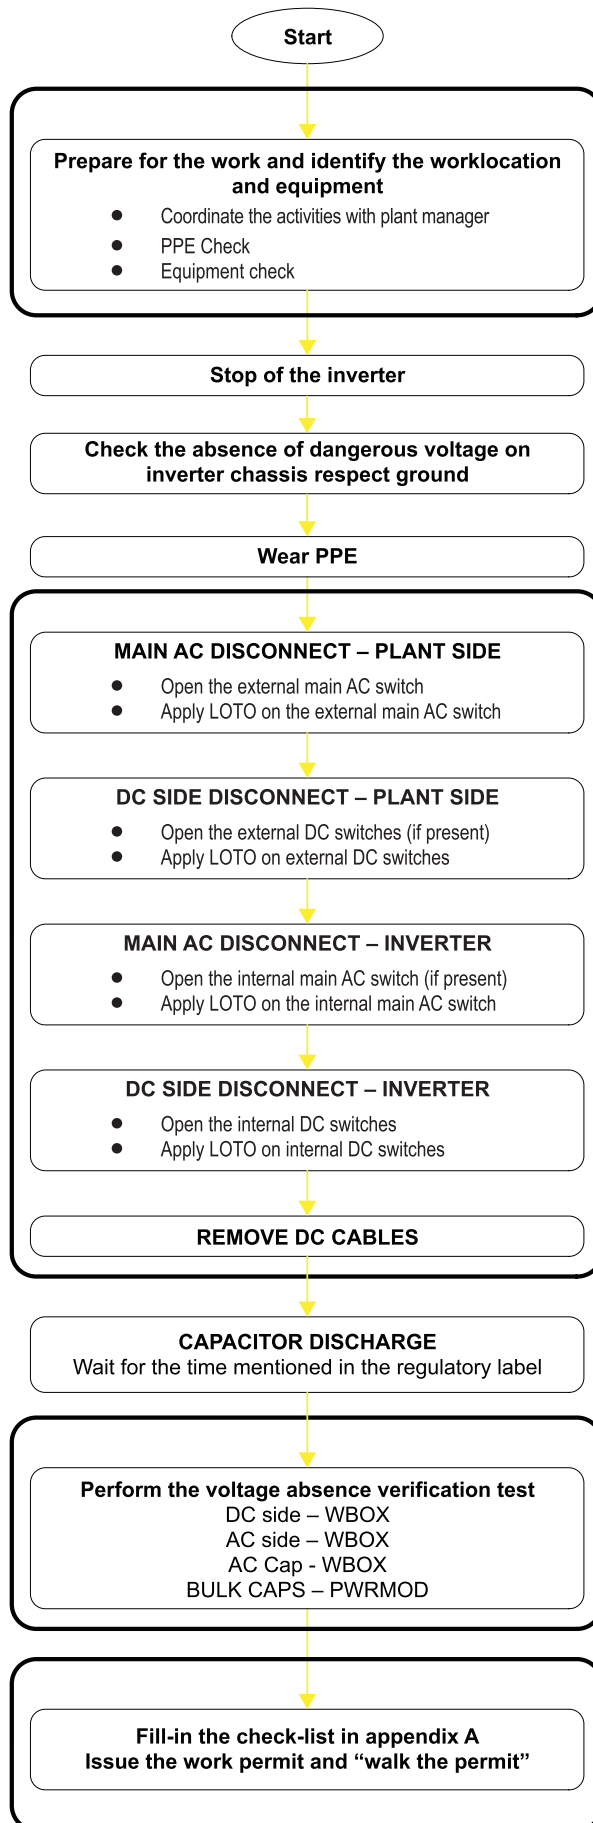 Start
Prepare for the work and identify the worklocation
and equipment
● Coordinate the activities with plant manager
● PPE Check
● Equipment check
Stop of the inverter
Check the absence of dangerous voltage on
inverter chassis respect ground
Wear PPE
MAIN AC DISCONNECT – PLANT SIDE
● Open the external main AC switch
● Apply LOTO on the external main AC switch
DC SIDE DISCONNECT – PLANT SIDE
● Open the external DC switches (if present)
● Apply LOTO on external DC switches
MAIN AC DISCONNECT – INVERTER
● Open the internal main AC switch (if present)
● Apply LOTO on the internal main AC switch
DC SIDE DISCONNECT – INVERTER
● Open the internal DC switches
● Apply LOTO on internal DC switches
REMOVE DC CABLES
CAPACITOR DISCHARGE
Wait for the time mentioned in the regulatory label
Perform the voltage absence verification test
DC side – WBOX
AC side – WBOX
AC Cap - WBOX
BULK CAPS – PWRMOD
Fill-in the check-list in appendix A
Issue the work permit and “walk the permit”